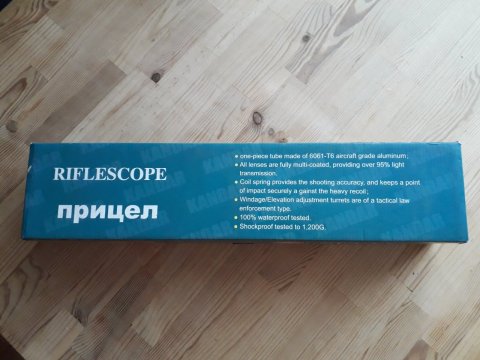 RIFLESCOPE
прицел
one-piece tube made of 6061-T6 aircraft grade aluminum;
All lenses are fully multi-coated, providing over 95% light
transmission.
Coil spring provides the shooting accuracy, and keeps a point
of impact securely a gainst the heavy recoil;
Windage/Elevation adjustment turrets are of a tactical law
enforcement type.
100% waterproof tested.
Shockproof tested to 1,200G.